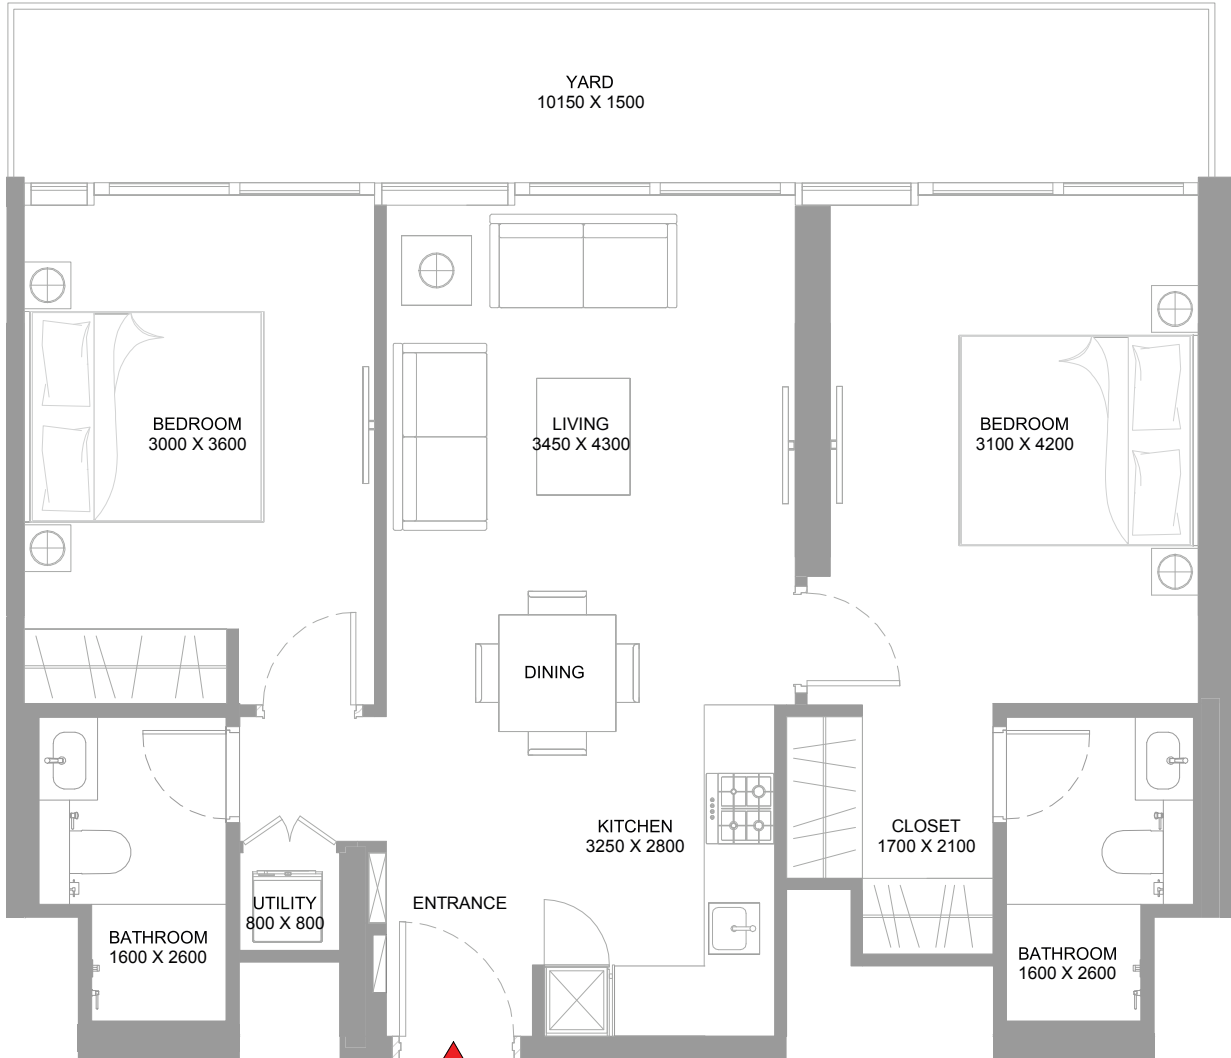 YARD
10150 X 1500
BEDROOM
3000 X 3600
LIVING
3450 X 4300
BEDROOM
3100 X 4200
DINING
KITCHEN
3250 X 2800
CLOSET
1700 X 2100
UTILITY
800 X 800
ENTRANCE
BATHROOM
1600 X 2600
BATHROOM
1600 X 2600